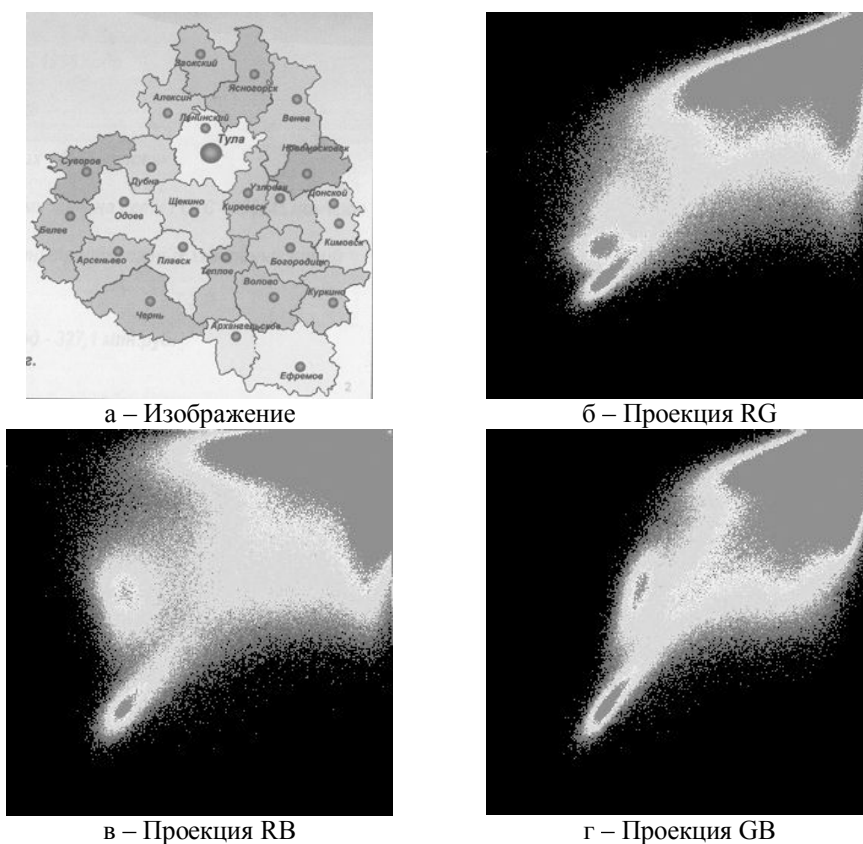 Заокский
Ясногорск
Алексин
Ленинский
Венев
Тула
Новомосковск
Суворов
Дубна
Узловая
Донской
Щекино
Киреевск
Одоев
Белев
Кимовск
Арсеньево
Плавск
Теплое
Богородицк
Волово
Куркино
Чернь
Архангельское
Ефремов
г.
2
а – Изображение
б – Проекция RG
в – Проекция RB
г – Проекция GB